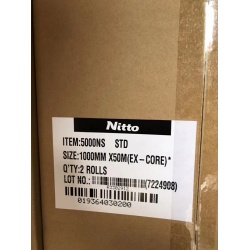 Nitto
ITEM:5000NS STD
SIZE:1000MM X50M(EX-CORE)*
Q'TY:2 ROLLS
LOT NO.: (7224908)
019364030200